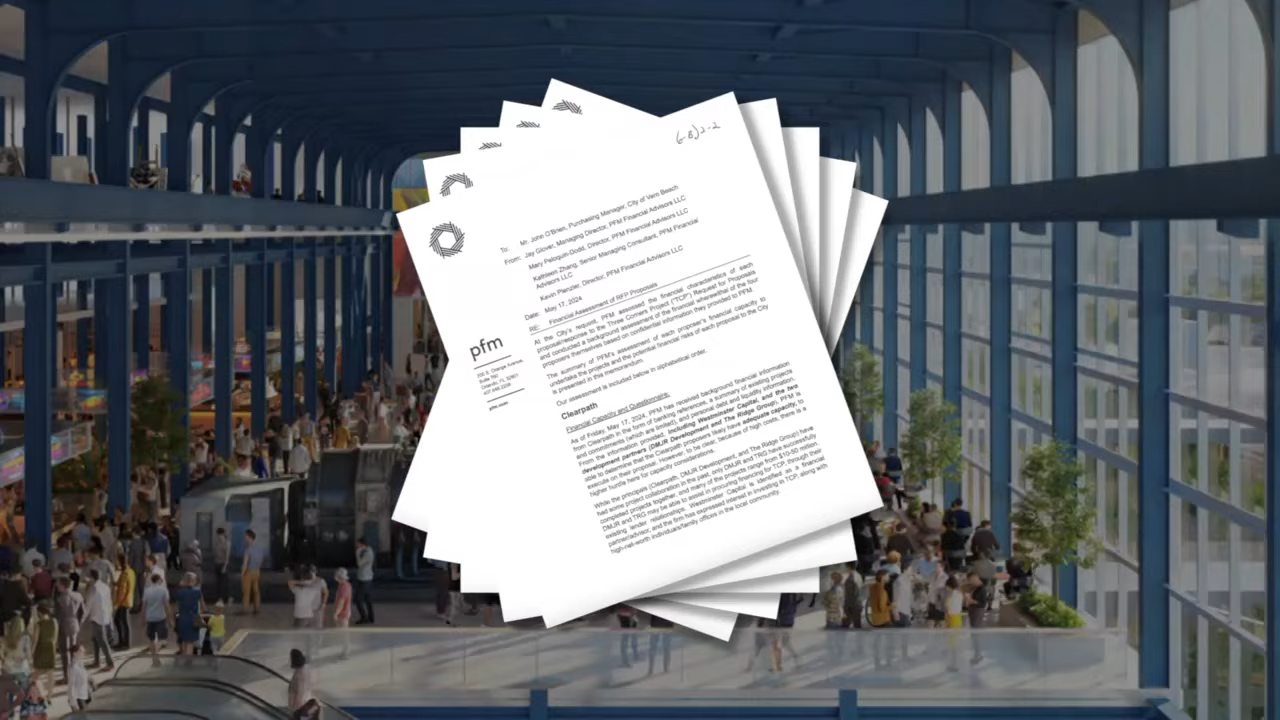 (-B)2-2
To: Mr. John O'Brien, Purchasing Manager, City of Vero Beach
From: Jay Glover, Managing Director, PFM Financial Advisors LLC
Mary Peloquin-Dodd, Director, PFM Financial Advisors LLC
Kathleen Zhang, Senior Managing Consultant, PFM Financial
Advisors LLC
Kevin Plenzler, Director, PFM Financial Advisors LLC
Date: May 17, 2024
RE: Financial Assessment of RFP Proposals
pfm
Orlando, FL
pfm.com
At the City's request, PFM assessed the financial characteristics of each
proposal/response to the Three Corners Project ("TCP") Request for Proposals
and conducted a background assessment of the financial wherewithal of the four
proposers themselves based on confidential information they provided to PFM.
The summary of PFM's assessment of each proposer's financial capacity to
undertake the projects and the potential financial risks of each proposal to the City
is presented in this memorandum.
Our assessment is included below in alphabetical order.
Clearpath
Financial Capacity and Questionnaire:
As of Friday, May 17, 2024, PFM has received background financial information
from Clearpath in the form of banking references, a summary of existing projects
and commitments (which are limited), and personal debt and liquidity information.
From the information provided, including Westminster Capital, and the two
development partners (DMJR Development and The Ridge Group), PFM is
able to determine that the Clearpath proposers likely have adequate capacity, to
execute on their proposal. However, to be clear, because of high costs, there is a
higher hurdle here for capacity considerations.
While the principals (Clearpath, DMJR Development, and The Ridge Group) have
had some project collaboration in the past, only DMJR and TRG have successfully
completed projects together, and many of the projects range from $10-50 million.
DMJR and TRG may be able to assist in procuring financing for TCP, through their
existing lender relationships. Westminster Capital is identified as a financial
partner/advisor, and the firm has expressed interest in investing in TCP, along with
high-net-worth individuals/family offices in the local community.